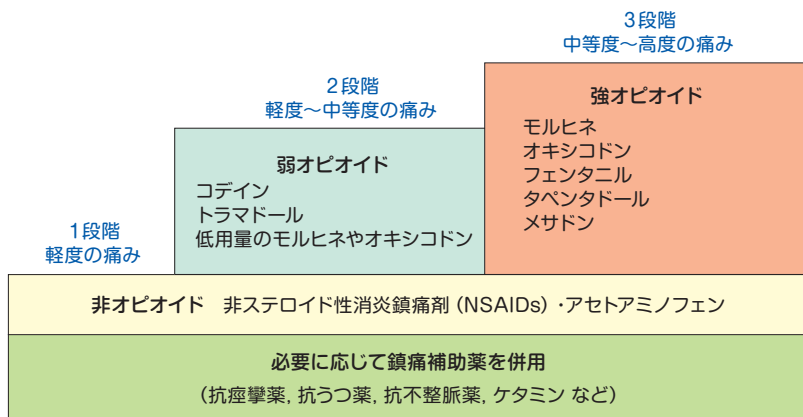 3段階
中等度～高度の痛み
2段階
軽度～中等度の痛み
強オピオイド
モルヒネ
オキシコドン
フェンタニル
タペンタドール
メサドン
弱オピオイド
コデイン
トラマドール
低用量のモルヒネやオキシコドン
1段階
軽度の痛み
非オピオイド 非ステロイド性消炎鎮痛剤（NSAIDs）・アセトアミノフェン
必要に応じて鎮痛補助薬を併用
（抗痙攣薬, 抗うつ薬, 抗不整脈薬, ケタミン など）